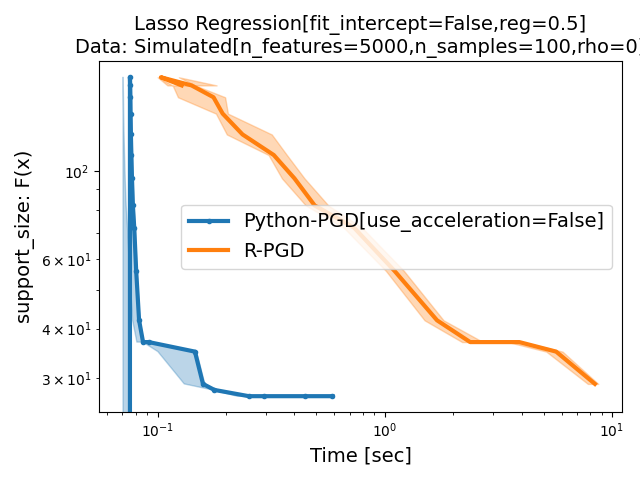 Lasso Regression[fit_intercept=False,reg=0.5]
Data: Simulated[n_features=5000,n_samples=100,rho=0]
support_size: F(x)
10²
6 × 10¹
4 × 10¹
3 × 10¹
Python-PGD[use_acceleration=False]
R-PGD
10⁻¹
10⁰
10¹
Time [sec]